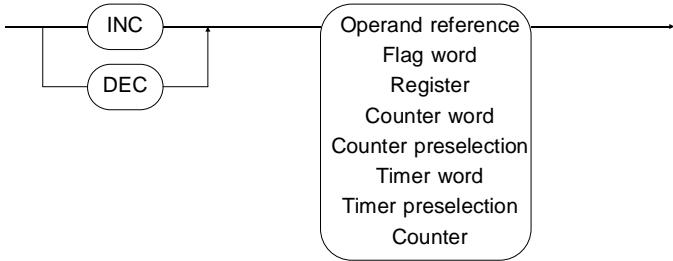 INC
DEC
Operand reference
Flag word
Register
Counter word
Counter preselection
Timer word
Timer preselection
Counter